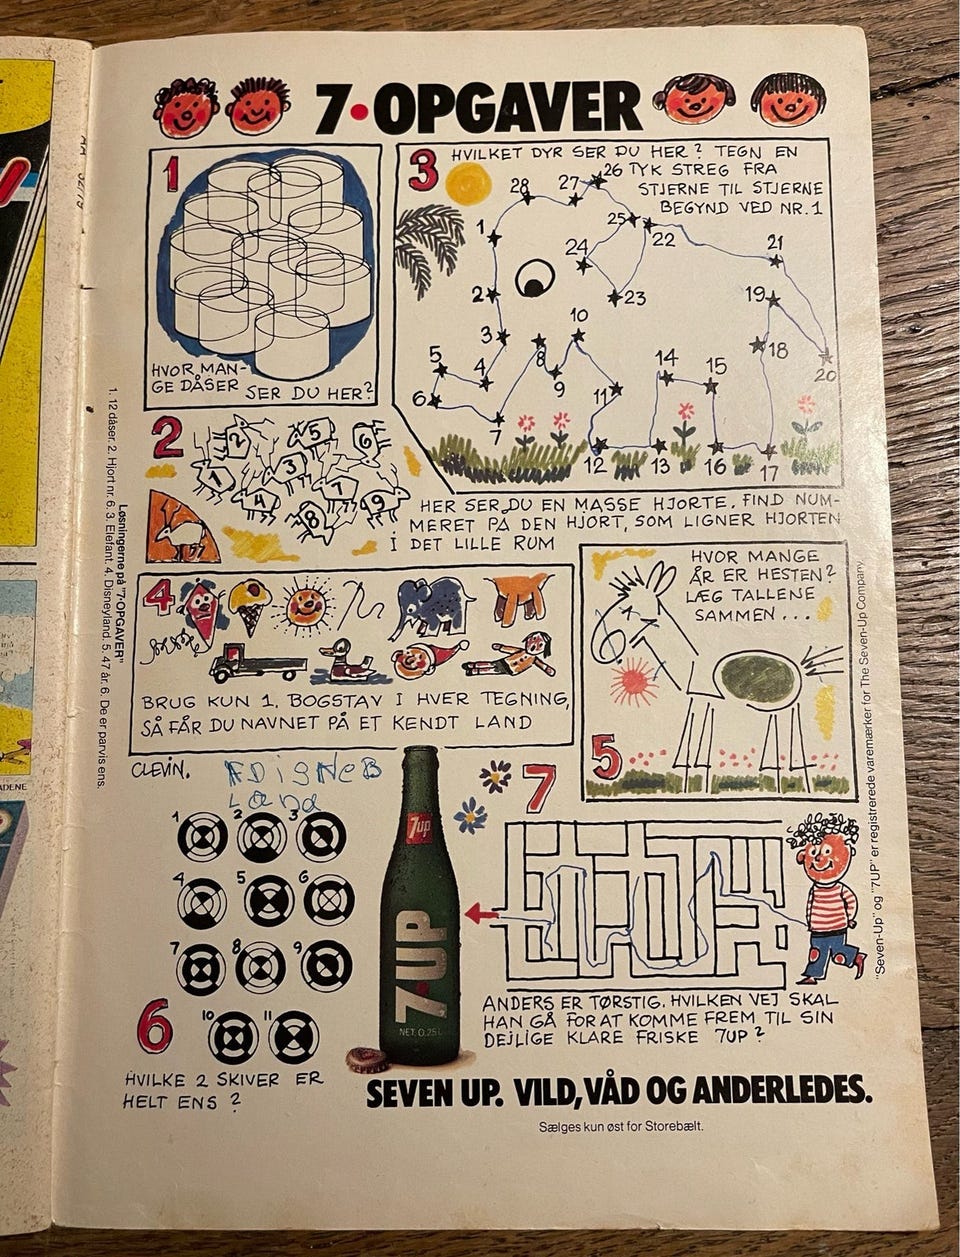 7•OPGAVER
1
HVOR MAN-
GE DÅSER SER DU HER?
3
HVILKET DYR SER DU HER? TEGN EN
TYK STREG FRA
STJERNE TIL STJERNE
BEGYND VED NR. 1
1
2
3
4
5
6
7
8
9
10
11
12
13
14
15
16
17
18
19
20
21
22
23
24
25
26
27
28
2
2
5
6
1
3
4
7
8
9
HER SER DU EN MASSE HJORTE. FIND NUM-
MERET PÅ DEN HJORT, SOM LIGNER HJORTEN
I DET LILLE RUM
4
BRUG KUN 1. BOGSTAV I HVER TEGNING,
SÅ FÅR DU NAVNET PÅ ET KENDT LAND
CLEVIN.
Land
HVOR MANGE
ÅR ER HESTEN?
LÆG TALLENE
SAMMEN...
5
1
2
3
4
5
6
7
8
9
10
11
6
HVILKE 2 SKIVER ER
HELT ENS?
7up
7·UP
NET. 0.25 L
7
ANDERS ER TØRSTIG. HVILKEN VEJ SKAL
HAN GÅ FOR AT KOMME FREM TIL SIN
DEJLIGE KLARE FRISKE 7UP?
SEVEN UP. VILD, VÅD OG ANDERLEDES.
Sælges kun øst for Storebælt.
Løsningerne på "7-OPGAVER"
1. 12 dåser. 2. Hjort nr. 6. 3. Elefant. 4. Disneyland. 5. 47 år. 6. De er parvis ens.
"Seven-Up" og "7UP" er registrerede varemærker for The Seven-Up Company.
ADENE